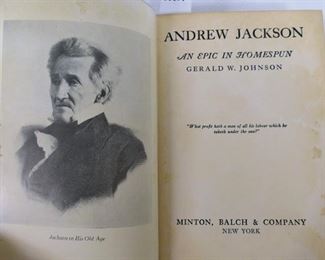 Jackson in His Old Age
ANDREW JACKSON
AN EPIC IN HOMESPUN
GERALD W. JOHNSON
"What profit hath a man of all his labour which he
taketh under the sun?"
MINTON, BALCH & COMPANY
NEW YORK